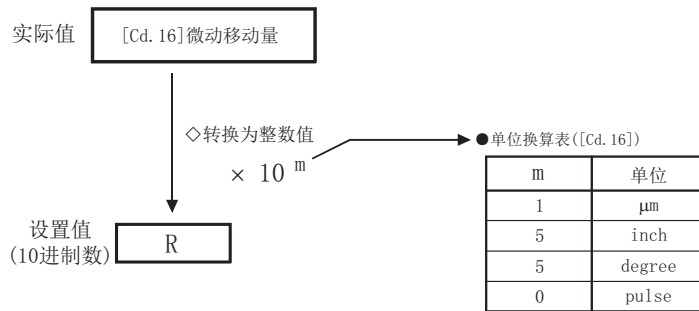 实际值
[Cd. 16]微动移动量
◇转换为整数值
× 10 m
●单位换算表([Cd. 16])
m 单位
1 μm
5 inch
5 degree
0 pulse
设置值
(10进制数)
R